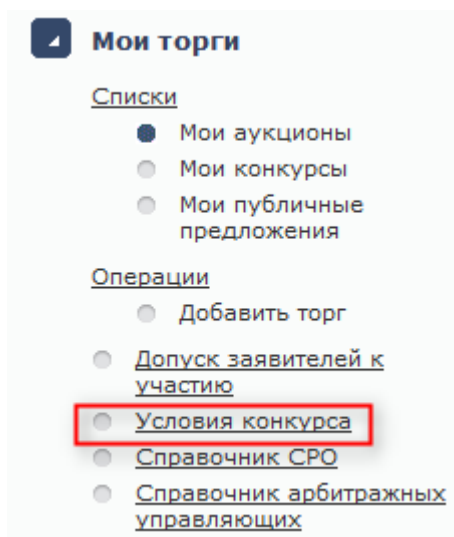 Мои торги
Списки
Мои аукционы
Мои конкурсы
Мои публичные
предложения
Операции
Добавить торг
Допуск заявителей к
участию
Условия конкурса
Справочник СРО
Справочник арбитражных
управляющих